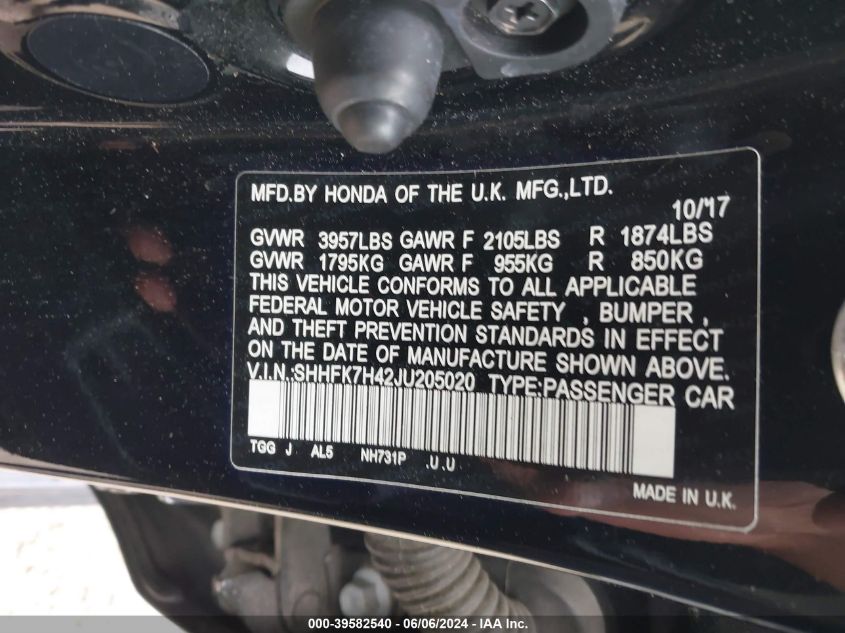 MFD.BY HONDA OF THE U.K. MFG.,LTD.
10/17
GVWR 3957LBS GAWR F 2105LBS R 1874LBS
GVWR 1795KG GAWR F 955KG R 850KG
THIS VEHICLE CONFORMS TO ALL APPLICABLE
FEDERAL MOTOR VEHICLE SAFETY , BUMPER ,
AND THEFT PREVENTION STANDARDS IN EFFECT
ON THE DATE OF MANUFACTURE SHOWN ABOVE.
V.I.N.:SHHFK7H42JU205020 TYPE:PASSENGER CAR
TGG J AL5 NH731P .U.U
MADE IN U.K.
000-39582540 - 06/06/2024 - IAA Inc.